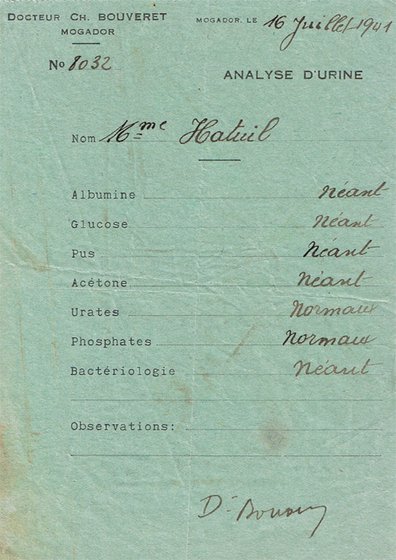 DOCTEUR CH. BOUVERET
MOGADOR
MOGADOR, LE 16 Juillet 1941
No 8032
ANALYSE D'URINE
Nom Mme Hatuil
Albumine Néant
Glucose Néant
Pus Néant
Acétone Néant
Urates Normaux
Phosphates Normaux
Bactériologie Néant
Observations:
Dr Bouvery